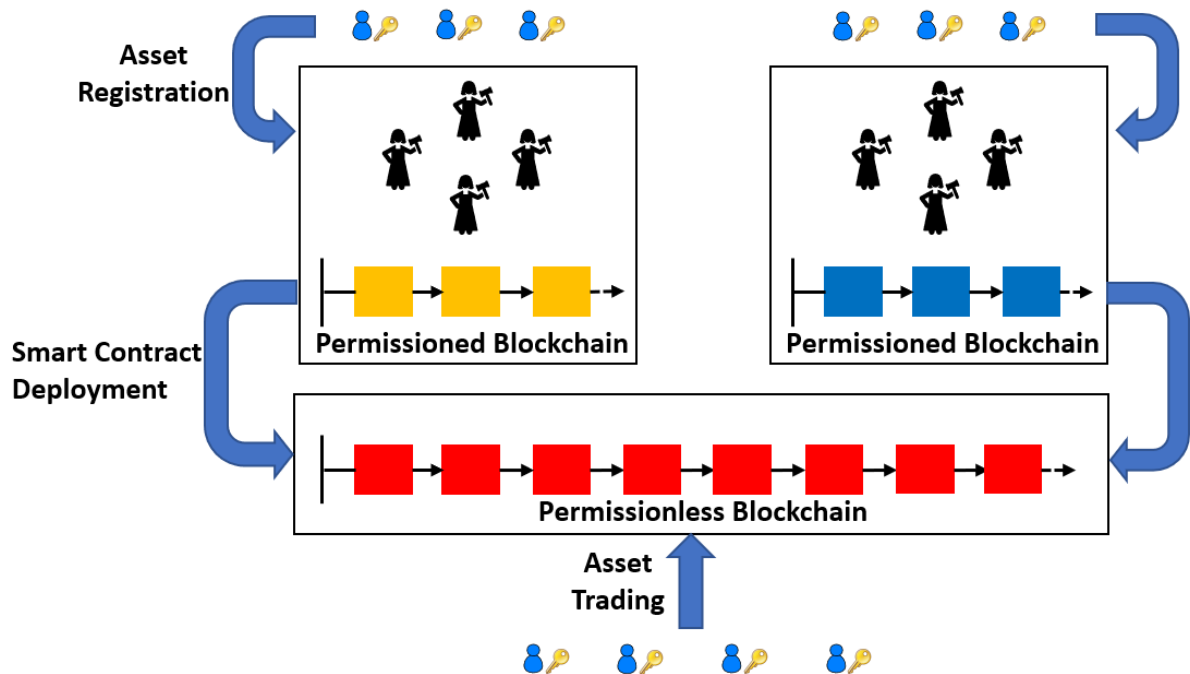 Asset
Registration
Permissioned Blockchain
Permissioned Blockchain
Smart Contract
Deployment
Permissionless Blockchain
Asset
Trading